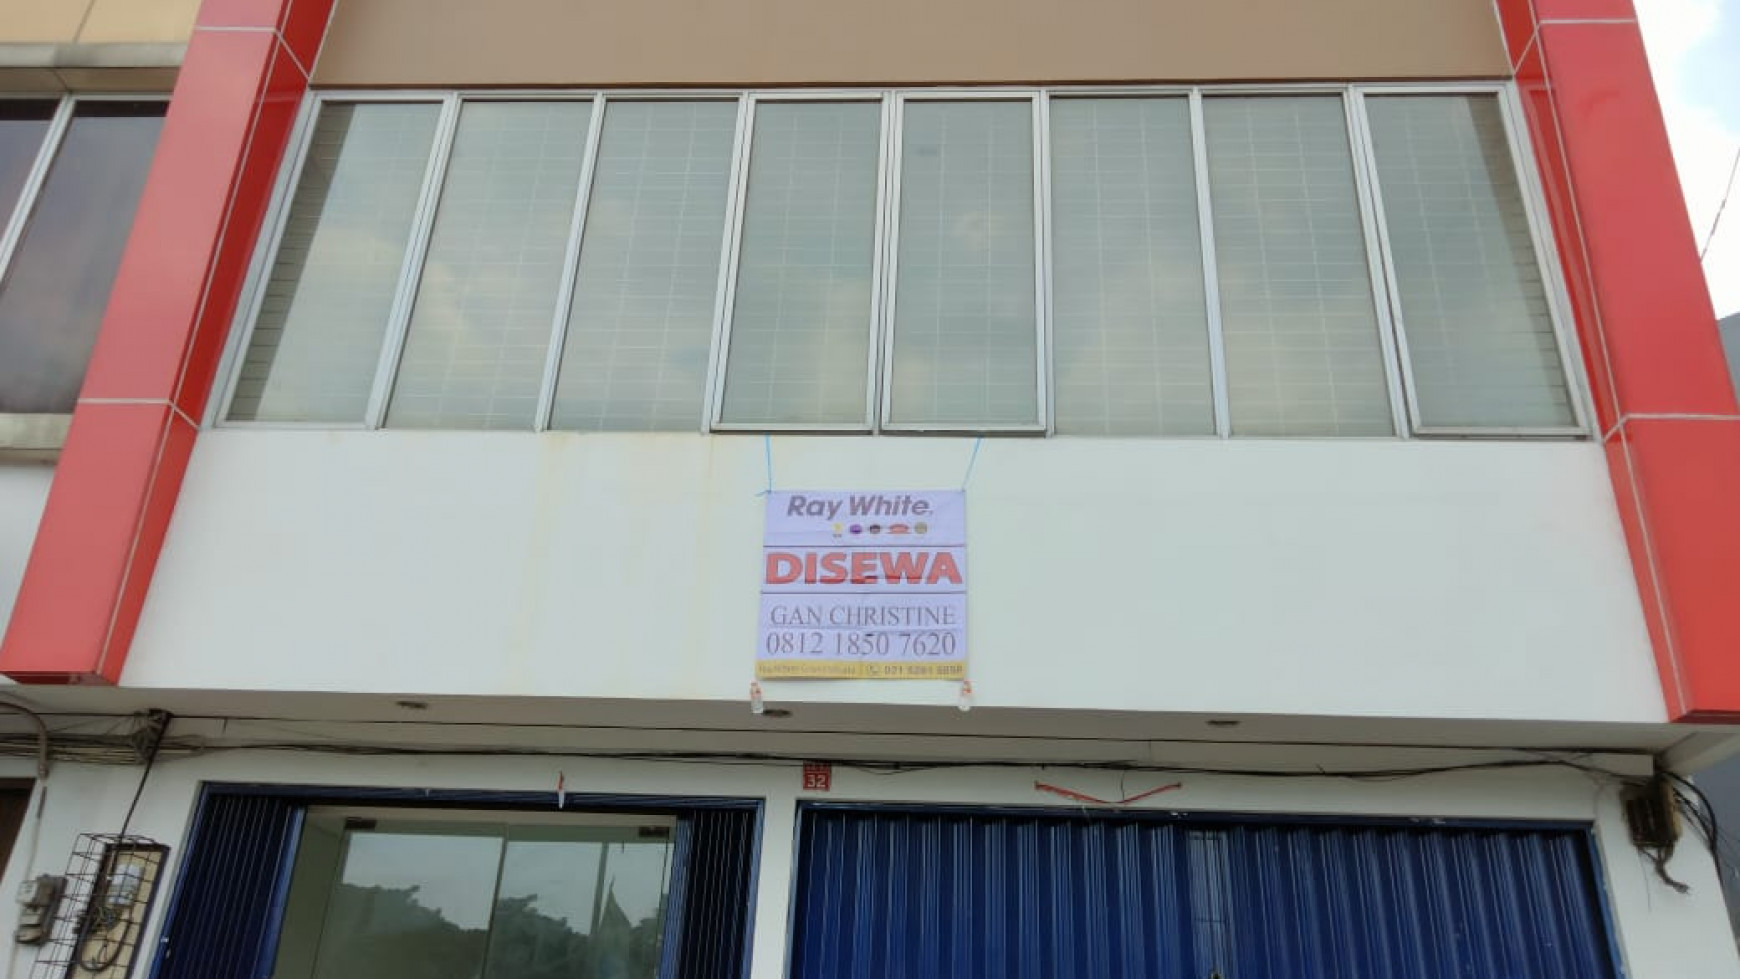 Ray White.
DISEWA
GAN CHRISTINE
0812 1850 7620
32